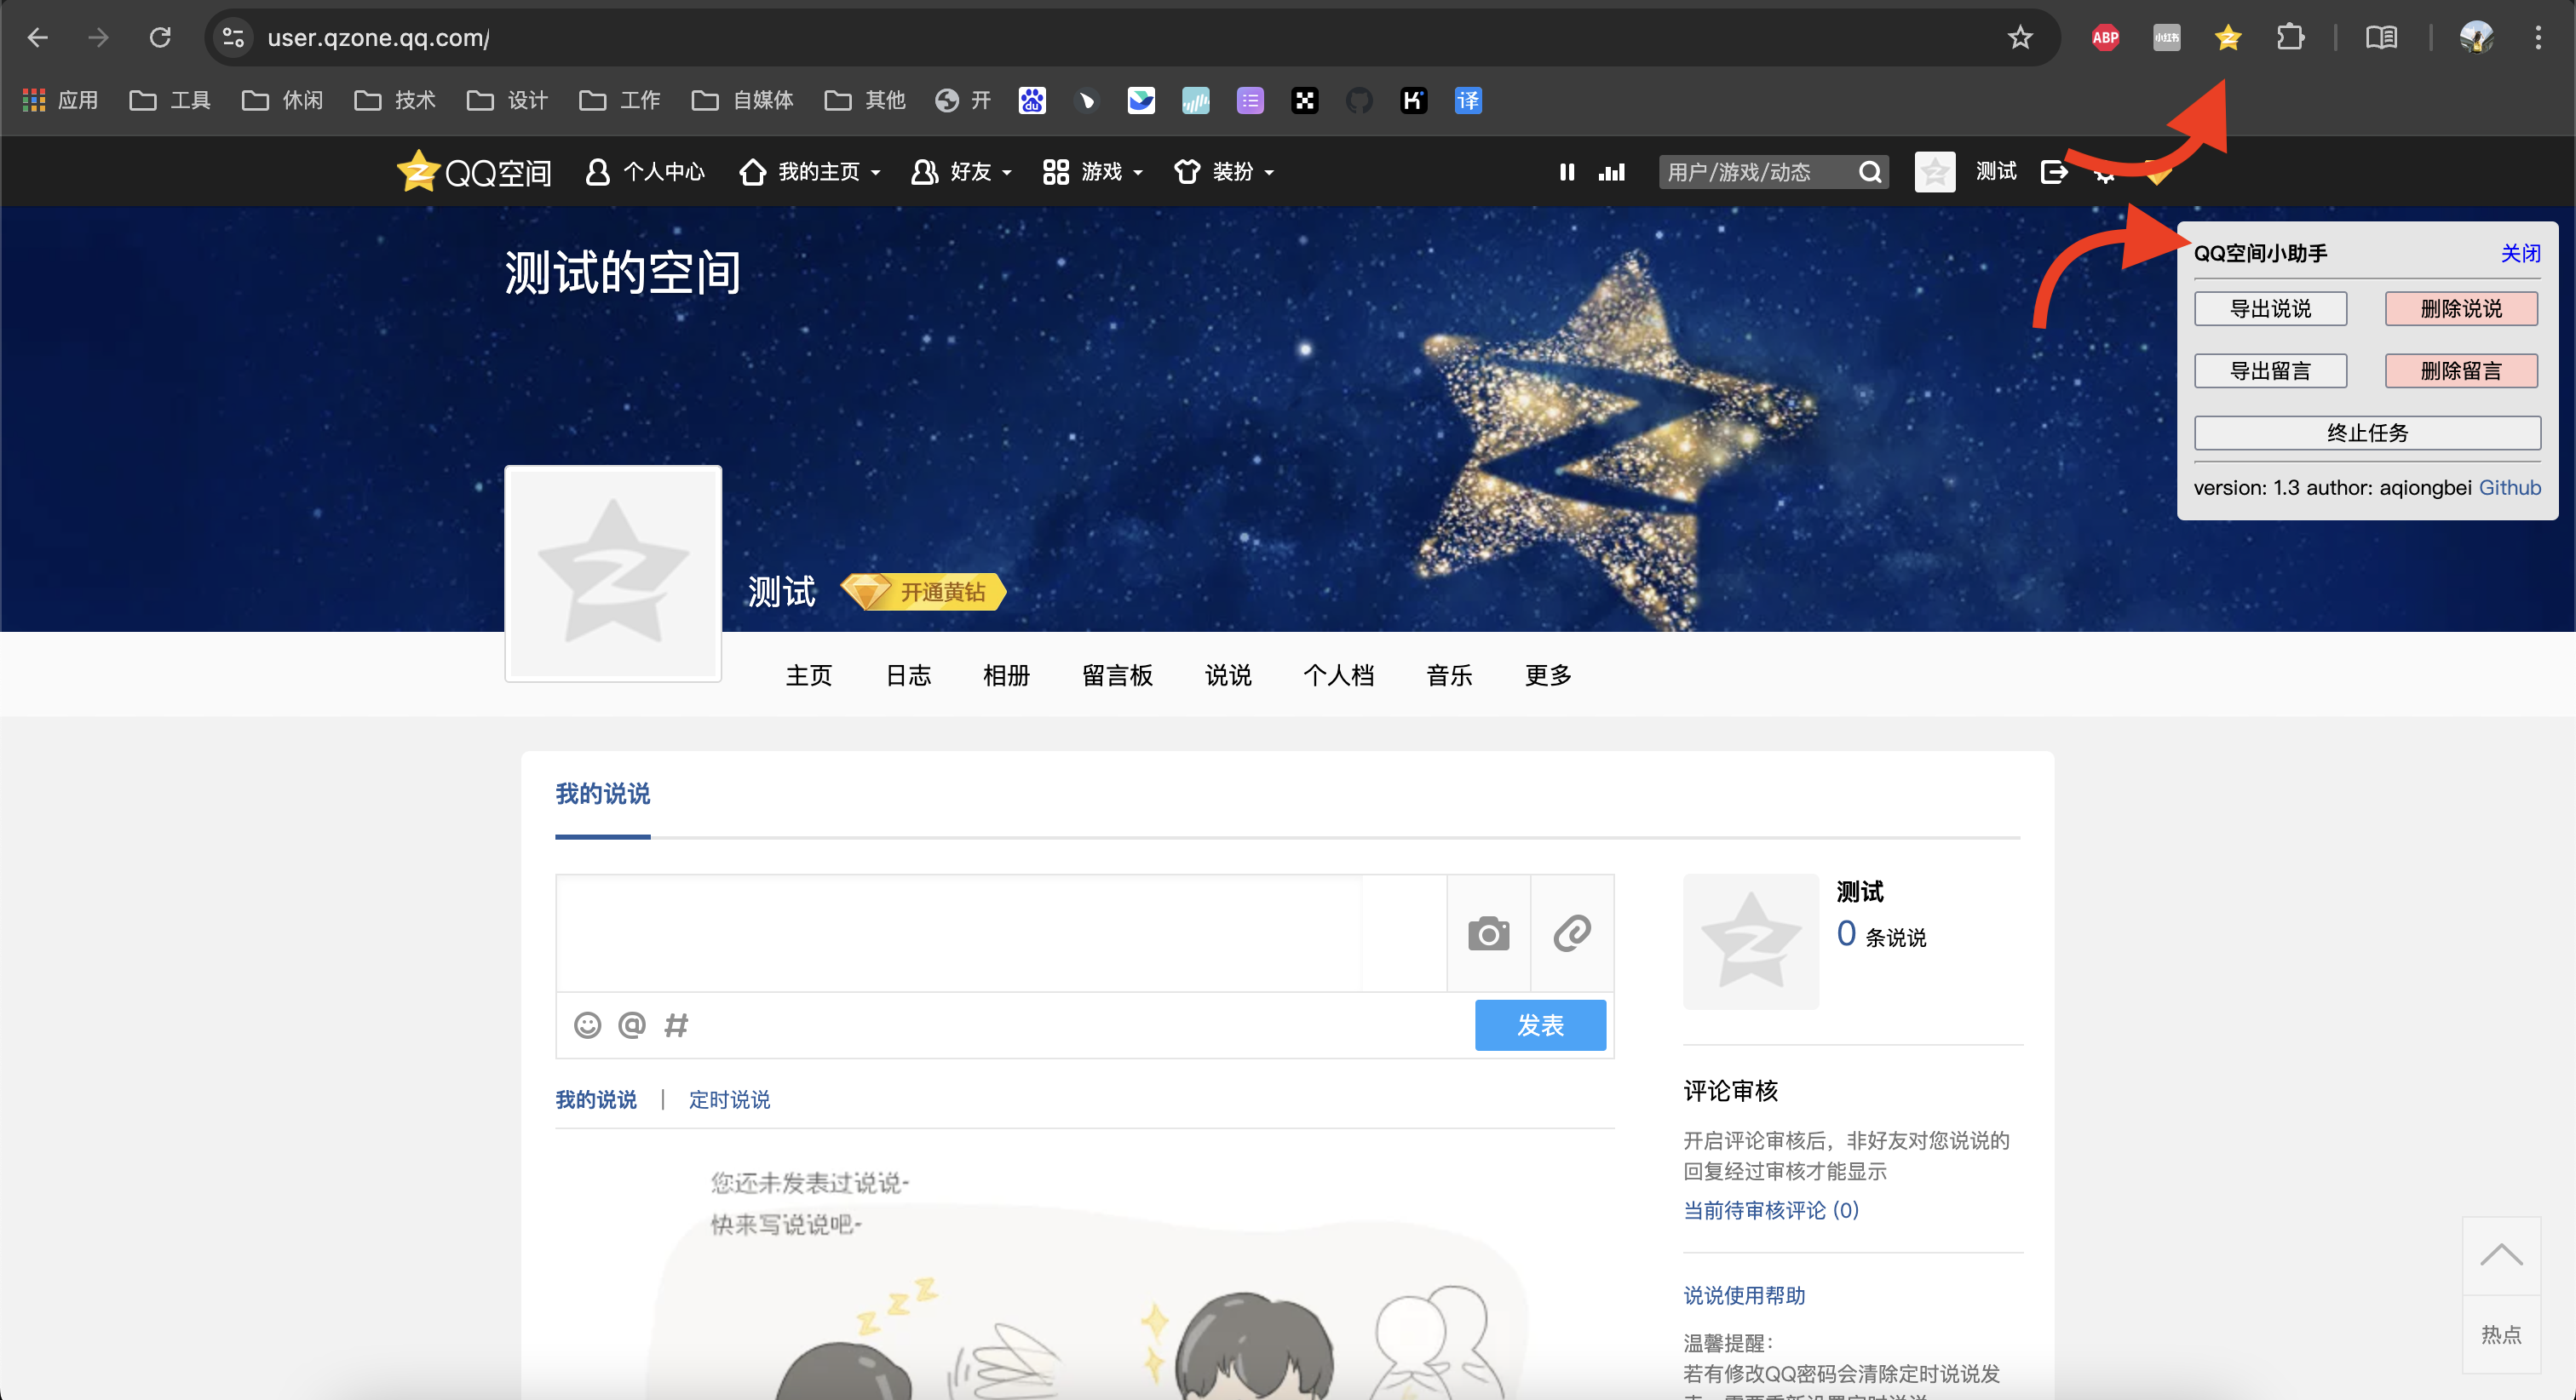 user.qzone.qq.com/
ABP
小红书
应用 工具 休闲 技术 设计 工作 自媒体 其他 开 du 译
QQ空间 个人中心 我的主页 好友 游戏 装扮 用户/游戏/动态 测试
测试的空间
QQ空间小助手 关闭
导出说说 删除说说
导出留言 删除留言
终止任务
version: 1.3 author: aqiongbei Github
测试 开通黄钻
主页 日志 相册 留言板 说说 个人档 音乐 更多
我的说说
发表
我的说说 | 定时说说
您还未发表过说说~
快来写说说吧~
z z z
测试
0 条说说
评论审核
开启评论审核后，非好友对您说说的
回复经过审核才能显示
当前待审核评论 (0)
说说使用帮助
温馨提醒：
若有修改QQ密码会清除定时说说发
热点